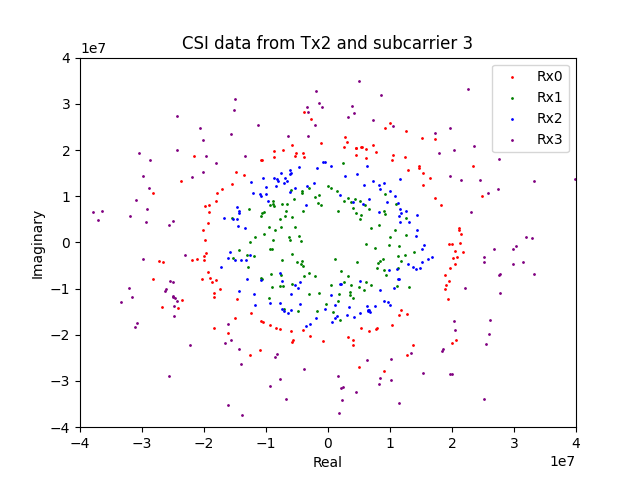 CSI data from Tx2 and subcarrier 3
1e7
4
3
2
1
0
−1
−2
−3
−4
Imaginary
Rx0
Rx1
Rx2
Rx3
−4 −3 −2 −1 0 1 2 3 4
Real
1e7